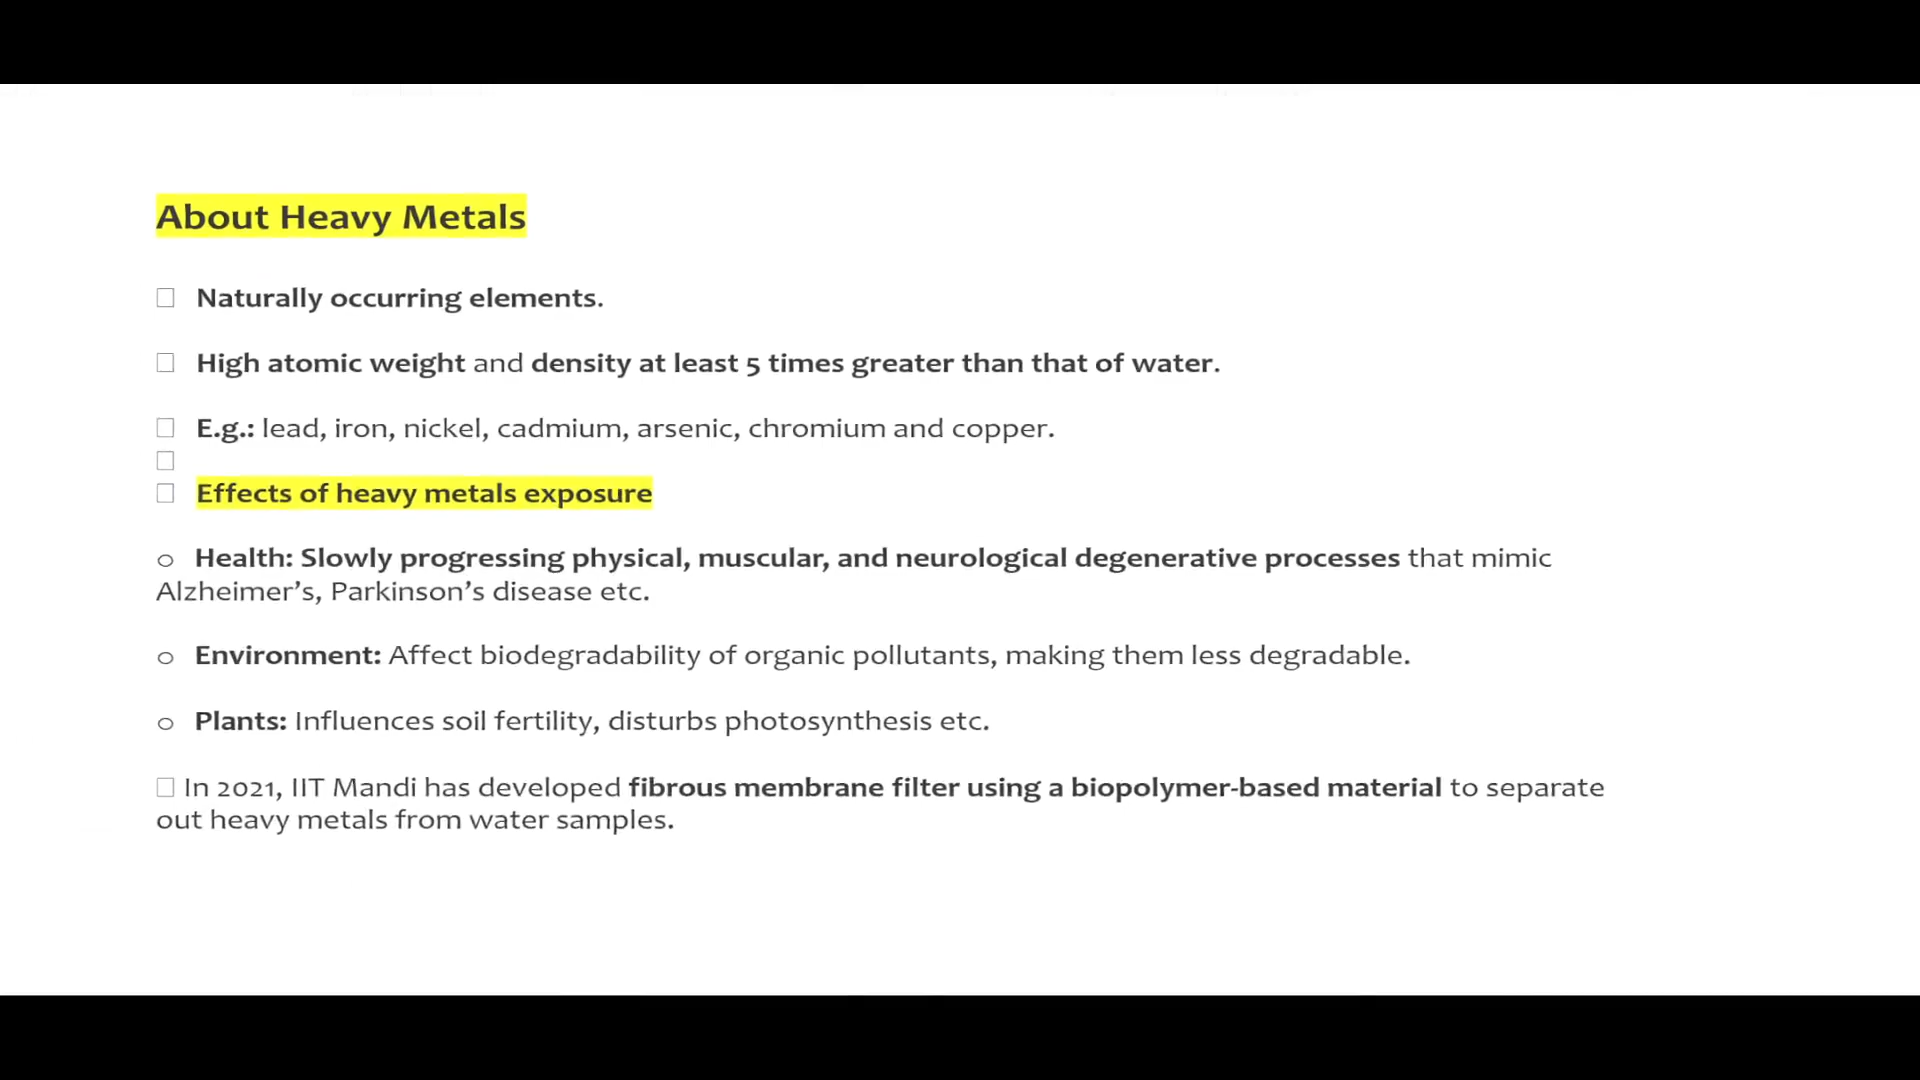 About Heavy Metals
□ Naturally occurring elements.
□ High atomic weight and density at least 5 times greater than that of water.
□ E.g.: lead, iron, nickel, cadmium, arsenic, chromium and copper.
□
□ Effects of heavy metals exposure
o Health: Slowly progressing physical, muscular, and neurological degenerative processes that mimic
Alzheimer’s, Parkinson’s disease etc.
o Environment: Affect biodegradability of organic pollutants, making them less degradable.
o Plants: Influences soil fertility, disturbs photosynthesis etc.
□ In 2021, IIT Mandi has developed fibrous membrane filter using a biopolymer-based material to separate
out heavy metals from water samples.